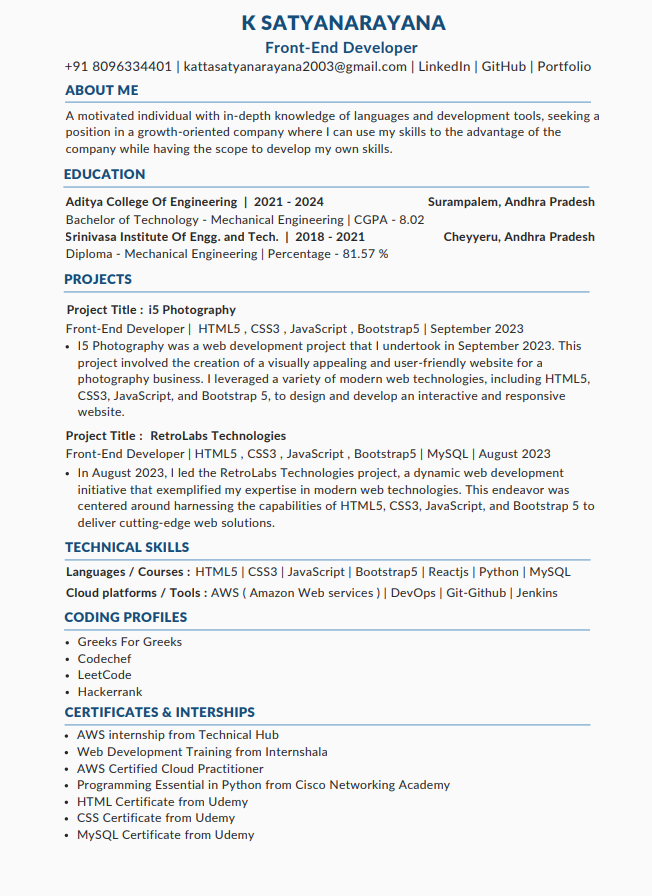 K SATYANARAYANA
Front-End Developer
+91 8096334401 | kattasatyanarayana2003@gmail.com | LinkedIn | GitHub | Portfolio
ABOUT ME
A motivated individual with in-depth knowledge of languages and development tools, seeking a
position in a growth-oriented company where I can use my skills to the advantage of the
company while having the scope to develop my own skills.
EDUCATION
Aditya College Of Engineering | 2021 - 2024 Surampalem, Andhra Pradesh
Bachelor of Technology - Mechanical Engineering | CGPA - 8.02
Srinivasa Institute Of Engg. and Tech. | 2018 - 2021 Cheyyeru, Andhra Pradesh
Diploma - Mechanical Engineering | Percentage - 81.57 %
PROJECTS
Project Title : i5 Photography
Front-End Developer | HTML5 , CSS3 , JavaScript , Bootstrap5 | September 2023
• I5 Photography was a web development project that I undertook in September 2023. This
project involved the creation of a visually appealing and user-friendly website for a
photography business. I leveraged a variety of modern web technologies, including HTML5,
CSS3, JavaScript, and Bootstrap 5, to design and develop an interactive and responsive
website.
Project Title : RetroLabs Technologies
Front-End Developer | HTML5 , CSS3 , JavaScript , Bootstrap5 | MySQL | August 2023
• In August 2023, I led the RetroLabs Technologies project, a dynamic web development
initiative that exemplified my expertise in modern web technologies. This endeavor was
centered around harnessing the capabilities of HTML5, CSS3, JavaScript, and Bootstrap 5 to
deliver cutting-edge web solutions.
TECHNICAL SKILLS
Languages / Courses : HTML5 | CSS3 | JavaScript | Bootstrap5 | Reactjs | Python | MySQL
Cloud platforms / Tools : AWS ( Amazon Web services ) | DevOps | Git-Github | Jenkins
CODING PROFILES
• Greeks For Greeks
• Codechef
• LeetCode
• Hackerrank
CERTIFICATES & INTERSHIPS
• AWS internship from Technical Hub
• Web Development Training from Internshala
• AWS Certified Cloud Practitioner
• Programming Essential in Python from Cisco Networking Academy
• HTML Certificate from Udemy
• CSS Certificate from Udemy
• MySQL Certificate from Udemy